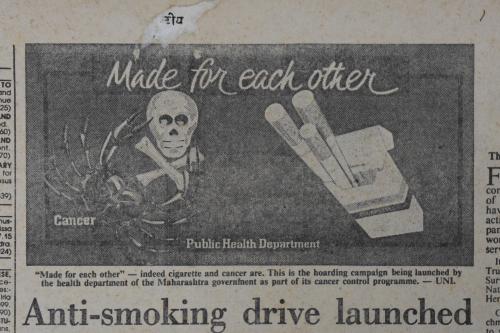 डीय
Made for each other
Cancer
Public Health Department
"Made for each other" — indeed cigarette and cancer are. This is the hoarding campaign being launched by
the health department of the Maharashtra government as part of its cancer control programme. — UNI.
Anti-smoking drive launched